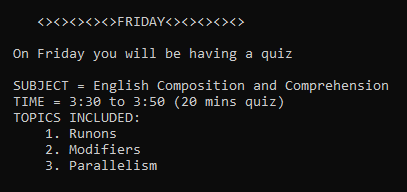 <><><><><>FRIDAY<><><><><>
On Friday you will be having a quiz
SUBJECT = English Composition and Comprehension
TIME = 3:30 to 3:50 (20 mins quiz)
TOPICS INCLUDED:
1. Runons
2. Modifiers
3. Parallelism